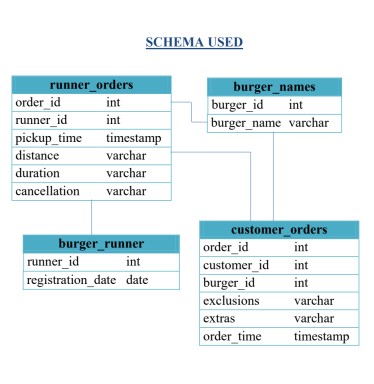 SCHEMA USED
runner_orders
order_id int
runner_id int
pickup_time timestamp
distance varchar
duration varchar
cancellation varchar
burger_names
burger_id int
burger_name varchar
burger_runner
runner_id int
registration_date date
customer_orders
order_id int
customer_id int
burger_id int
exclusions varchar
extras varchar
order_time timestamp